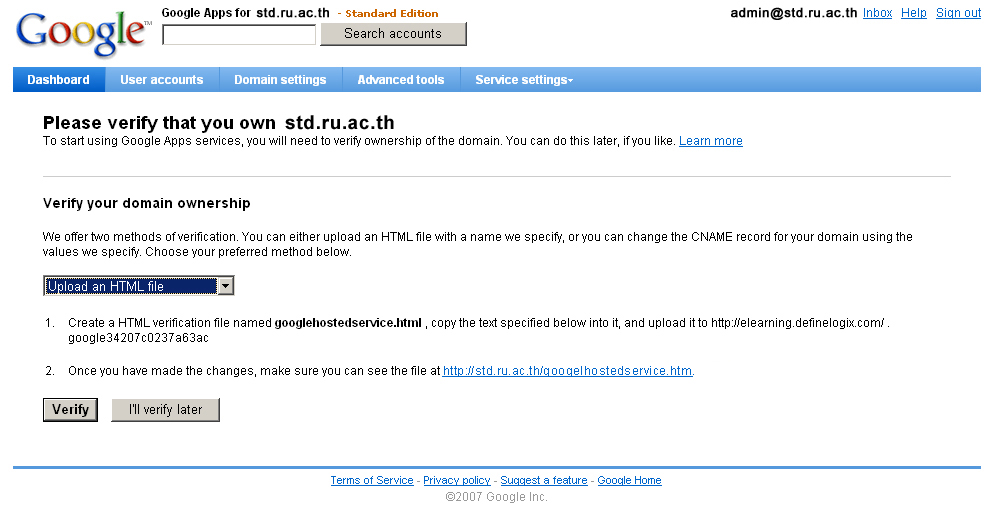 Google™
Google Apps for std.ru.ac.th - Standard Edition
Search accounts
admin@std.ru.ac.th Inbox Help Sign out
Dashboard User accounts Domain settings Advanced tools Service settings
Please verify that you own std.ru.ac.th
To start using Google Apps services, you will need to verify ownership of the domain. You can do this later, if you like. Learn more
Verify your domain ownership
We offer two methods of verification. You can either upload an HTML file with a name we specify, or you can change the CNAME record for your domain using the
values we specify. Choose your preferred method below.
Upload an HTML file
1. Create a HTML verification file named googlehostedservice.html , copy the text specified below into it, and upload it to http://elearning.definelogix.com/ .
google34207c0237a63ac
2. Once you have made the changes, make sure you can see the file at http://std.ru.ac.th/googelhostedservice.htm.
Verify I'll verify later
Terms of Service - Privacy policy - Suggest a feature - Google Home
©2007 Google Inc.